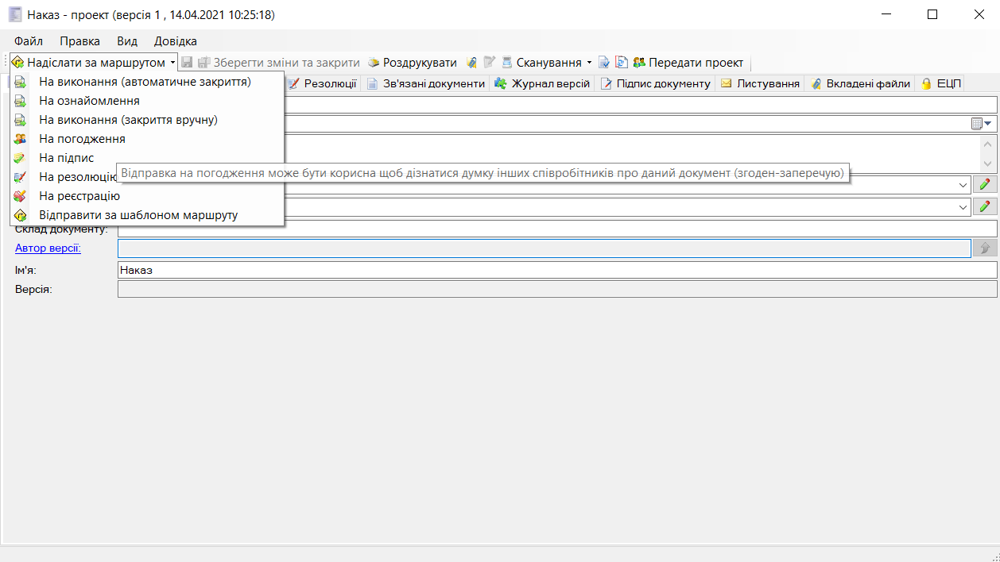 Наказ - проект (версія 1 , 14.04.2021 10:25:18)
Файл Правка Вид Довідка
Надіслати за маршрутом Зберегти зміни та закрити Роздрукувати Сканування Передати проект
Резолюції Зв'язані документи Журнал версій Підпис документу Листування Вкладені файли ЕЦП
На виконання (автоматичне закриття)
На ознайомлення
На виконання (закриття вручну)
На погодження
На підпис
На резолюцію
Відправка на погодження може бути корисна щоб дізнатися думку інших співробітників про даний документ (згоден-заперечую)
На реєстрацію
Відправити за шаблоном маршруту
Склад документу:
Автор версії:
Ім'я: Наказ
Версія: